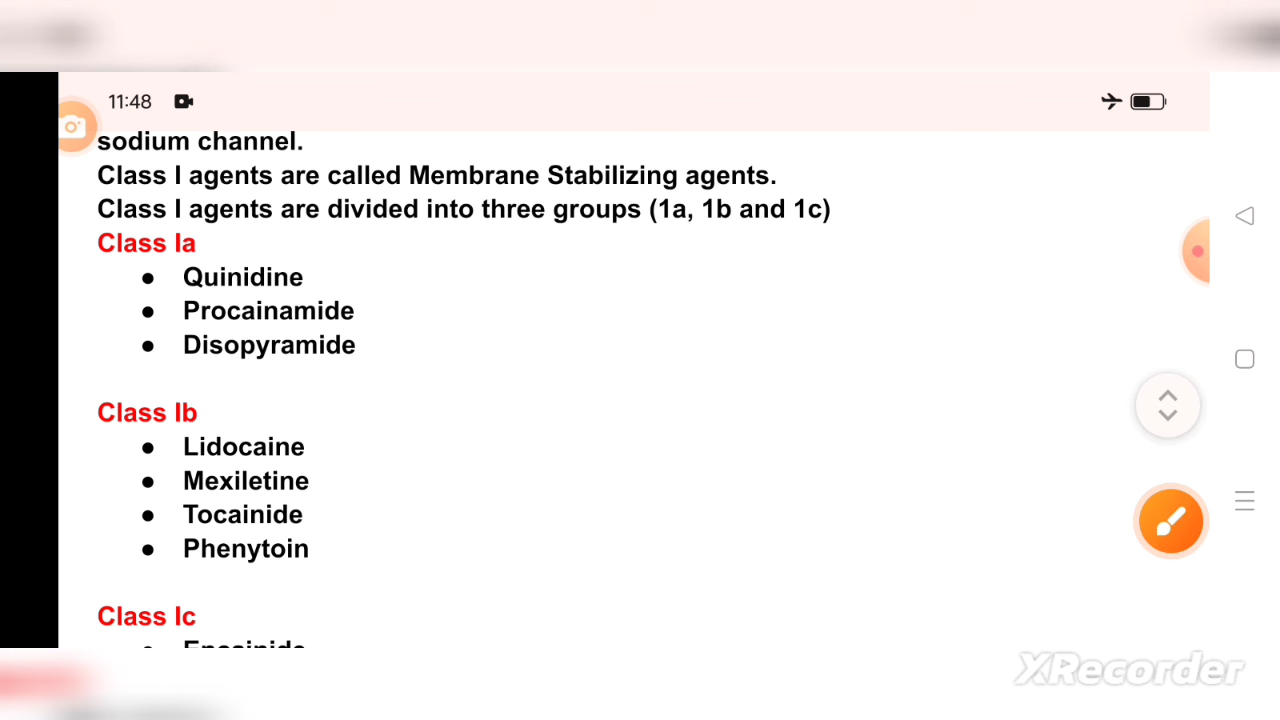 11:48
sodium channel.
Class I agents are called Membrane Stabilizing agents.
Class I agents are divided into three groups (1a, 1b and 1c)
Class Ia
● Quinidine
● Procainamide
● Disopyramide
Class Ib
● Lidocaine
● Mexiletine
● Tocainide
● Phenytoin
Class Ic
XRecorder